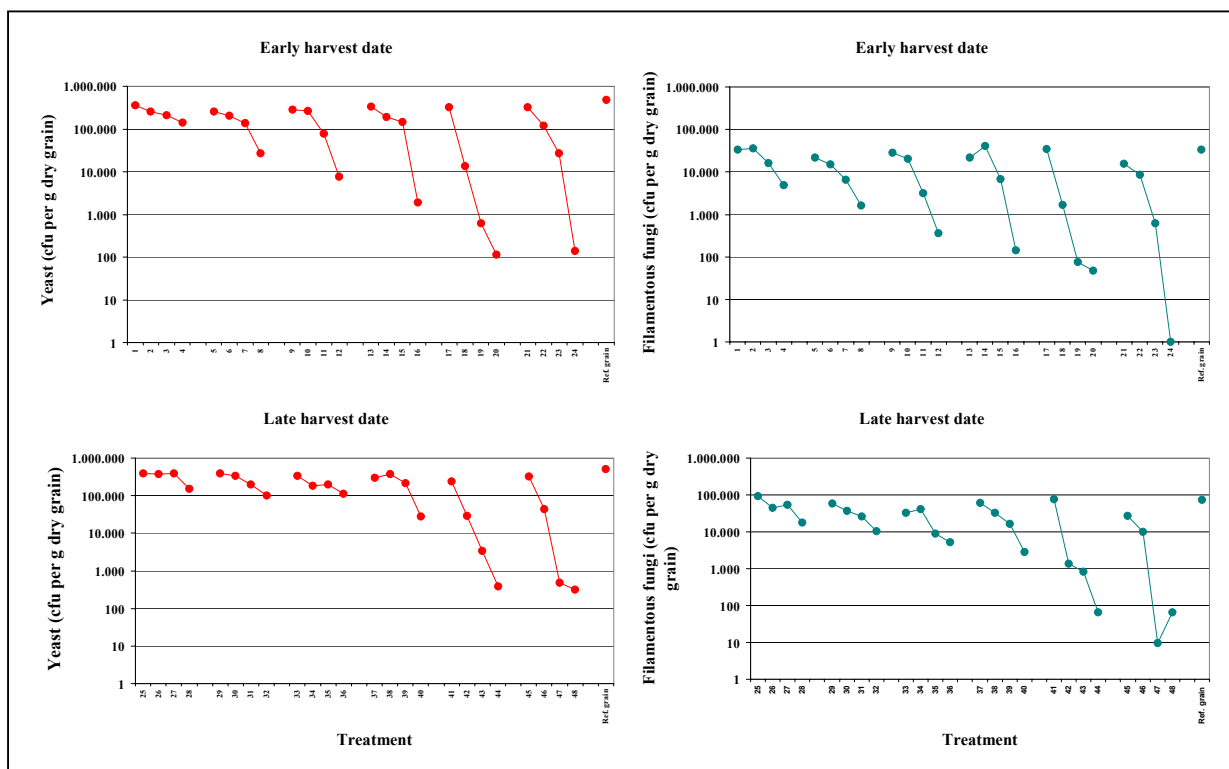 Early harvest date
Yeast (cfu per g dry grain)
1.000.000
100.000
10.000
1.000
100
10
1
1 2 3 4 5 6 7 8 9 10 11 12 13 14 15 16 17 18 19 20 21 22 23 24 Ref. grain
Early harvest date
Filamentous fungi (cfu per g dry grain)
1.000.000
100.000
10.000
1.000
100
10
1
1 2 3 4 5 6 7 8 9 10 11 12 13 14 15 16 17 18 19 20 21 22 23 24 Ref. grain
Late harvest date
Yeast (cfu per g dry grain)
1.000.000
100.000
10.000
1.000
100
10
1
25 26 27 28 29 30 31 32 33 34 35 36 37 38 39 40 41 42 43 44 45 46 47 48 Ref. grain
Treatment
Late harvest date
Filamentous fungi (cfu per g dry
grain)
1.000.000
100.000
10.000
1.000
100
10
1
25 26 27 28 29 30 31 32 33 34 35 36 37 38 39 40 41 42 43 44 45 46 47 48 Ref. grain
Treatment